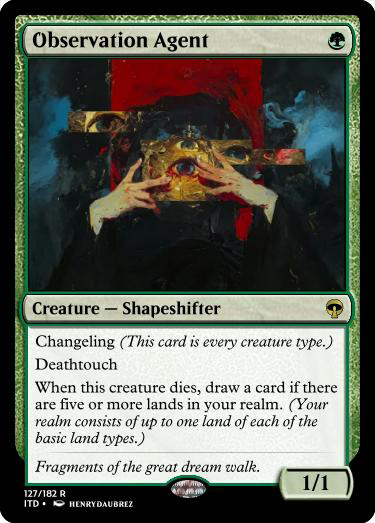 Observation Agent
Creature — Shapeshifter
Changeling (This card is every creature type.)
Deathtouch
When this creature dies, draw a card if there
are five or more lands in your realm. (Your
realm consists of up to one land of each of the
basic land types.)
Fragments of the great dream walk.
1/1
127/182 R
ITD • HENRYDAUBREZ